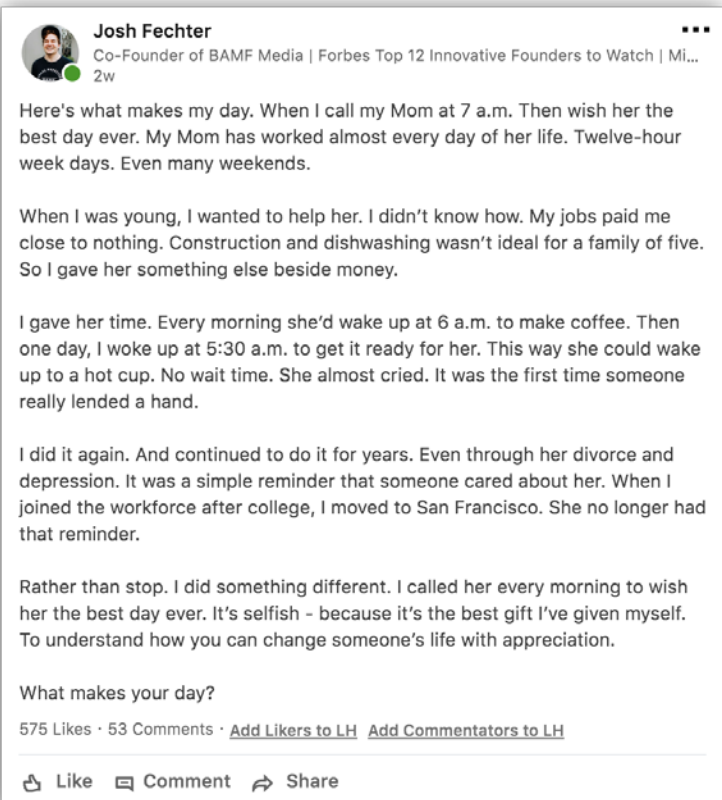 Josh Fechter
Co-Founder of BAMF Media | Forbes Top 12 Innovative Founders to Watch | Mi...
2w
Here's what makes my day. When I call my Mom at 7 a.m. Then wish her the
best day ever. My Mom has worked almost every day of her life. Twelve-hour
week days. Even many weekends.
When I was young, I wanted to help her. I didn't know how. My jobs paid me
close to nothing. Construction and dishwashing wasn't ideal for a family of five.
So I gave her something else beside money.
I gave her time. Every morning she'd wake up at 6 a.m. to make coffee. Then
one day, I woke up at 5:30 a.m. to get it ready for her. This way she could wake
up to a hot cup. No wait time. She almost cried. It was the first time someone
really lended a hand.
I did it again. And continued to do it for years. Even through her divorce and
depression. It was a simple reminder that someone cared about her. When I
joined the workforce after college, I moved to San Francisco. She no longer had
that reminder.
Rather than stop. I did something different. I called her every morning to wish
her the best day ever. It's selfish - because it's the best gift I've given myself.
To understand how you can change someone's life with appreciation.
What makes your day?
575 Likes · 53 Comments · Add Likers to LH Add Commentators to LH
Like Comment Share